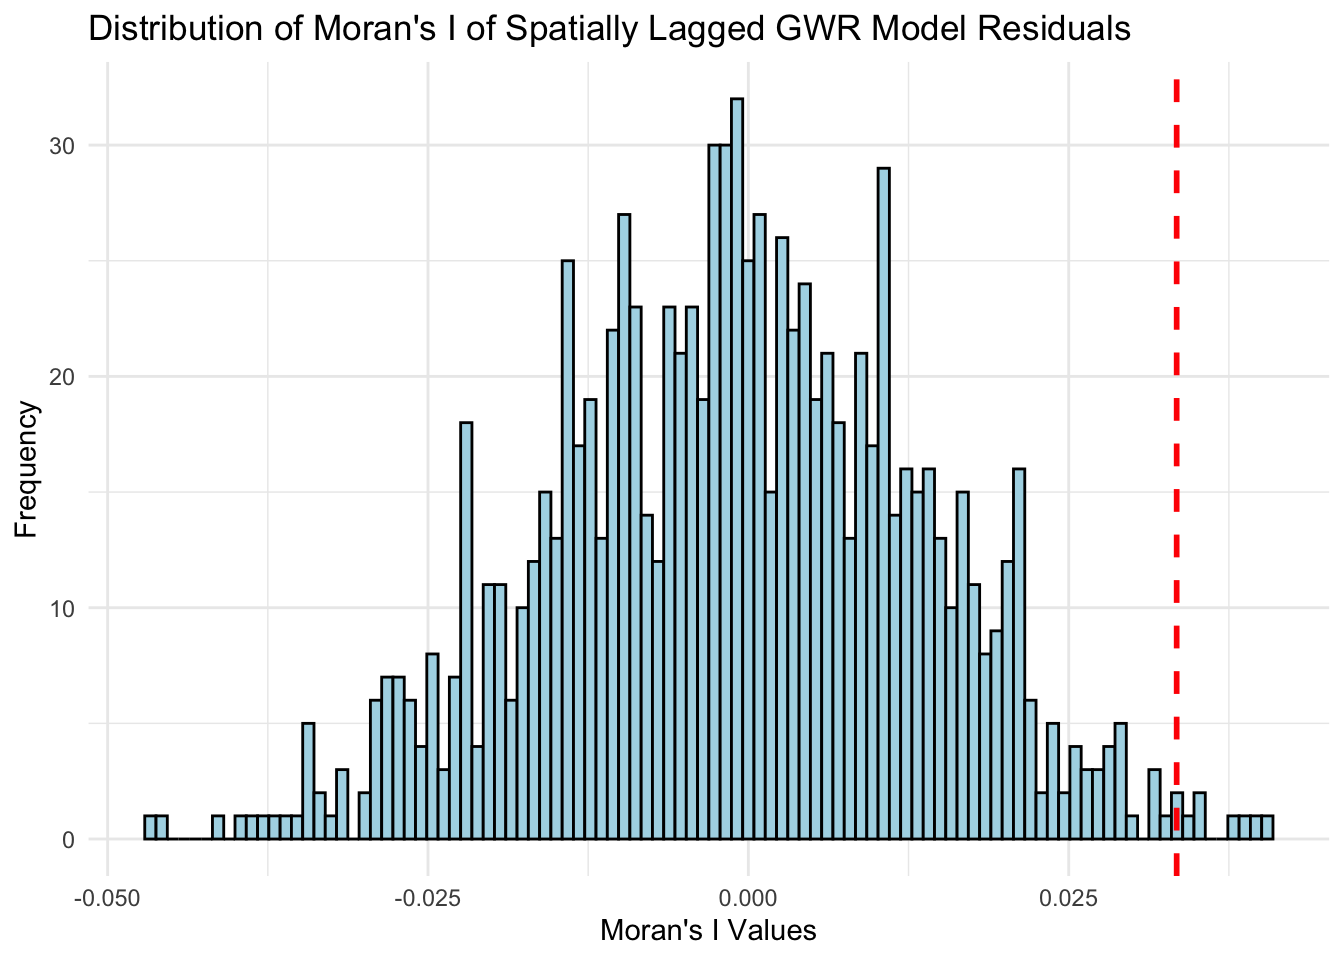 Distribution of Moran's I of Spatially Lagged GWR Model Residuals
30
20
10
0
Frequency
-0.050 -0.025 0.000 0.025
Moran's I Values